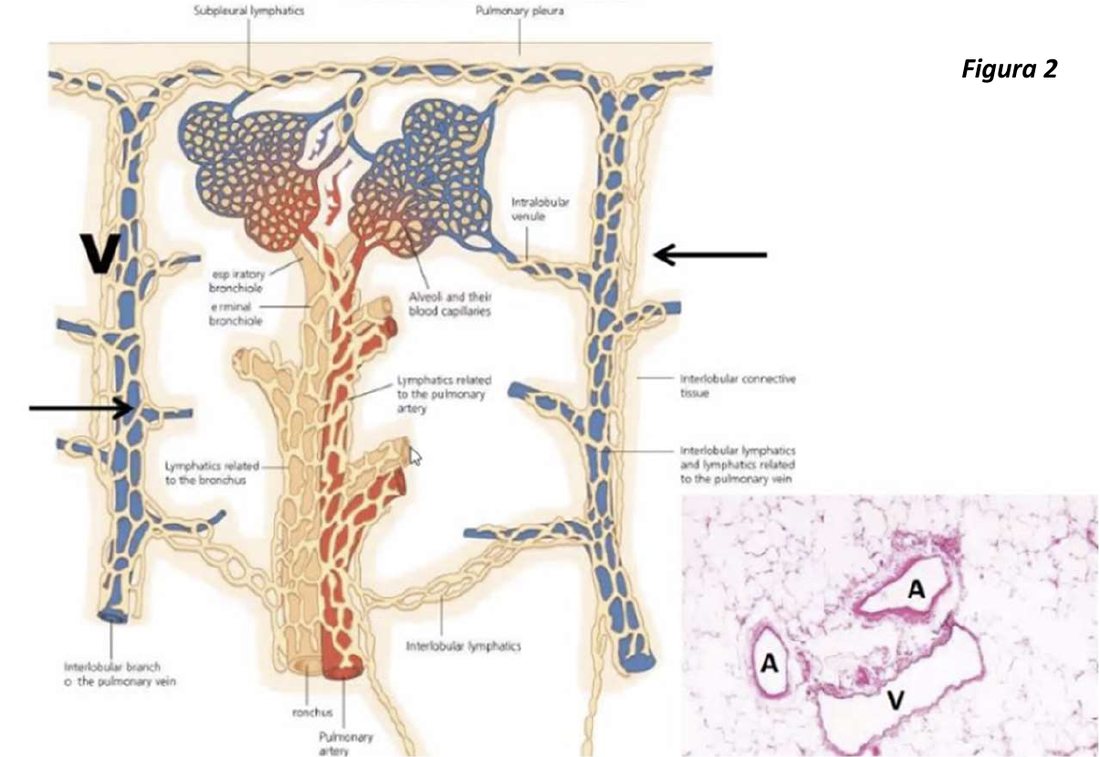 Subpleural lymphatics
Pulmonary pleura
Figura 2
Intralobular
venule
V
esp iratory
bronchiole
e rminal
bronchiole
Alveoli and their
blood capillaries
Lymphatics related
to the pulmonary
artery
Interlobular connective
tissue
Lymphatics related
to the bronchus
Interlobular lymphatics
and lymphatics related
to the pulmonary vein
Interlobular lymphatics
Interlobular branch
o the pulmonary vein
ronchus
Pulmonary
artery
A
A
V